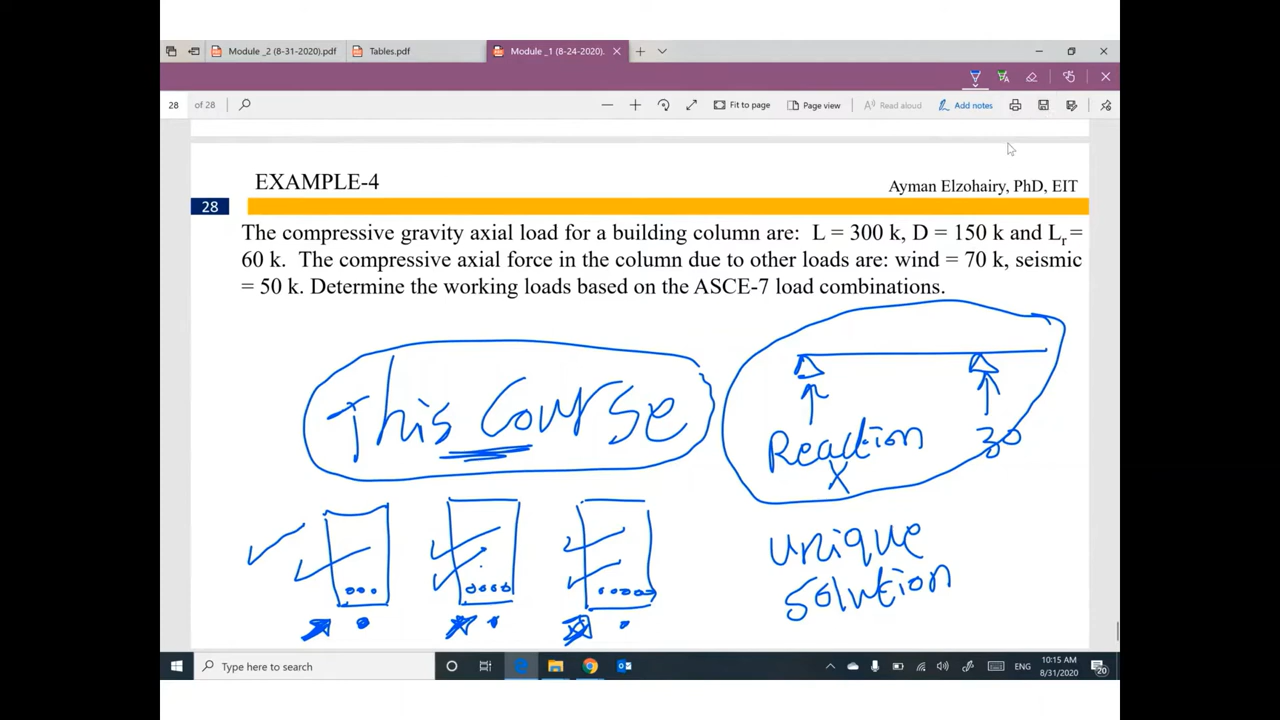 Module _2 (8-31-2020).pdf
Tables.pdf
Module _1 (8-24-2020).
28 of 28
Fit to page
Page view
Read aloud
Add notes
EXAMPLE-4
Ayman Elzohairy, PhD, EIT
28
The compressive gravity axial load for a building column are: L = 300 k, D = 150 k and Lr =
60 k. The compressive axial force in the column due to other loads are: wind = 70 k, seismic
= 50 k. Determine the working loads based on the ASCE-7 load combinations.
This Course
Reaction
30
X
unique
solution
Type here to search
ENG
10:15 AM
8/31/2020
20